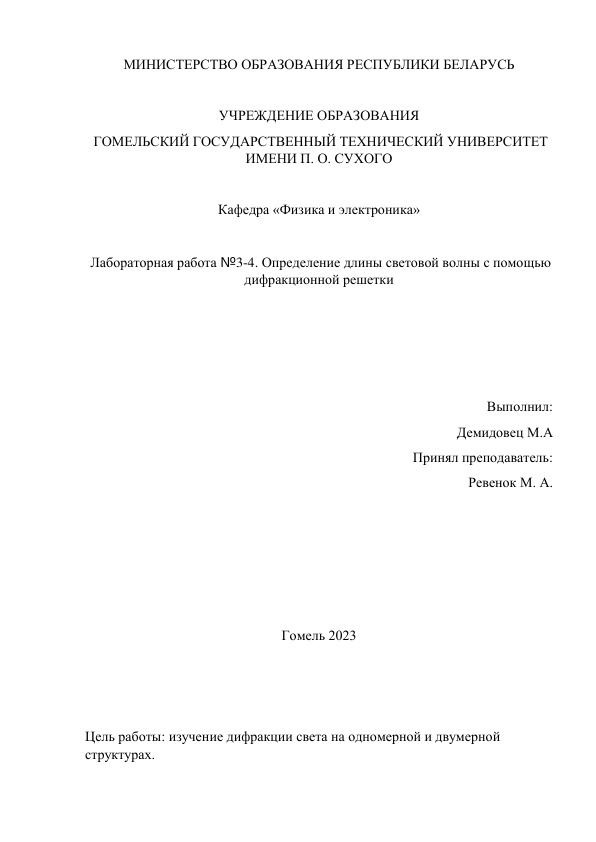 МИНИСТЕРСТВО ОБРАЗОВАНИЯ РЕСПУБЛИКИ БЕЛАРУСЬ
УЧРЕЖДЕНИЕ ОБРАЗОВАНИЯ
ГОМЕЛЬСКИЙ ГОСУДАРСТВЕННЫЙ ТЕХНИЧЕСКИЙ УНИВЕРСИТЕТ
ИМЕНИ П. О. СУХОГО
Кафедра «Физика и электроника»
Лабораторная работа №3-4. Определение длины световой волны с помощью
дифракционной решетки
Выполнил:
Демидовец М.А
Принял преподаватель:
Ревенок М. А.
Гомель 2023
Цель работы: изучение дифракции света на одномерной и двумерной
структурах.